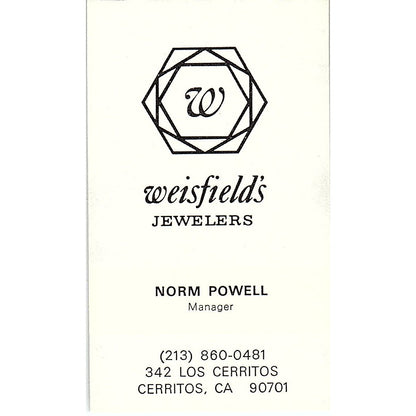 W
weisfield's
JEWELERS
NORM POWELL
Manager
(213) 860-0481
342 LOS CERRITOS
CERRITOS, CA 90701